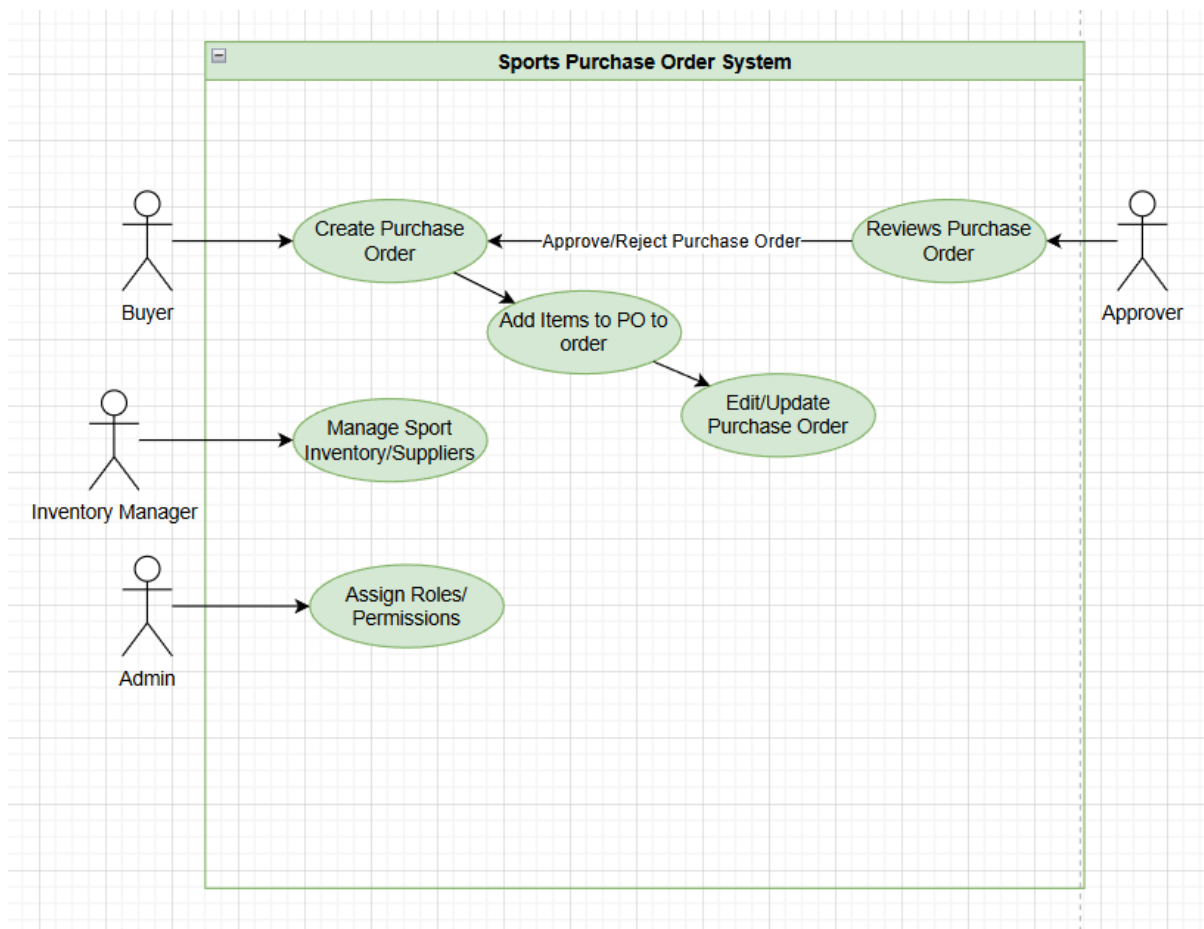 Sports Purchase Order System
Create Purchase
Order
Approve/Reject Purchase Order
Reviews Purchase
Order
Buyer
Approver
Add Items to PO to
order
Edit/Update
Purchase Order
Manage Sport
Inventory/Suppliers
Inventory Manager
Assign Roles/
Permissions
Admin